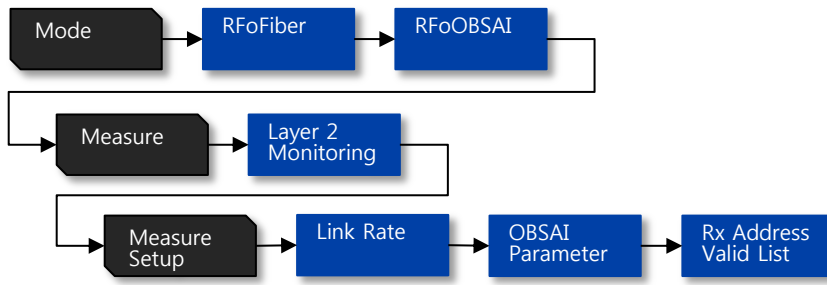 Mode
RFoFiber
RFoOBSAI
Measure
Layer 2
Monitoring
Measure
Setup
Link Rate
OBSAI
Parameter
Rx Address
Valid List